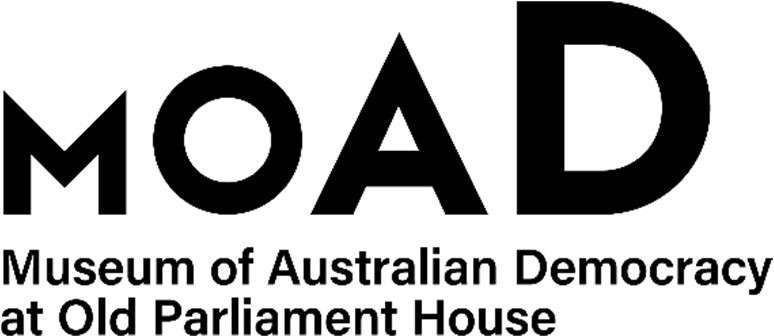 MOAD
Museum of Australian Democracy
at Old Parliament House